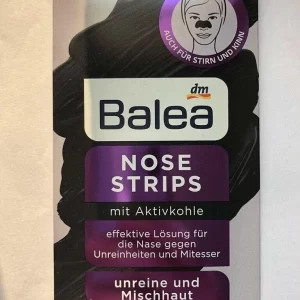 AUCH FÜR STIRN UND KINN
dm
Balea
NOSE
STRIPS
mit Aktivkohle
effektive Lösung für
die Nase gegen
Unreinheiten und Mitesser
unreine und
Mischhaut